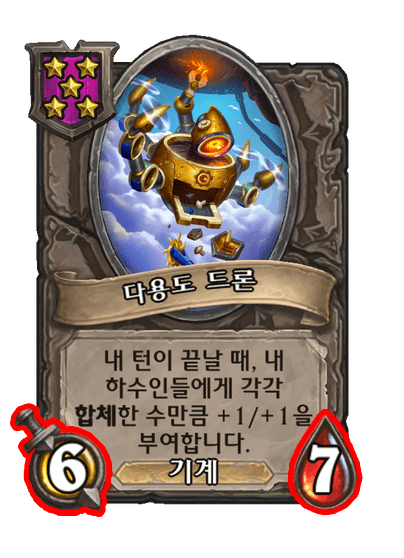 다용도 드론
내 턴이 끝날 때, 내
하수인들에게 각각
합체한 수만큼 +1/+1을
부여합니다.
6
기계
7